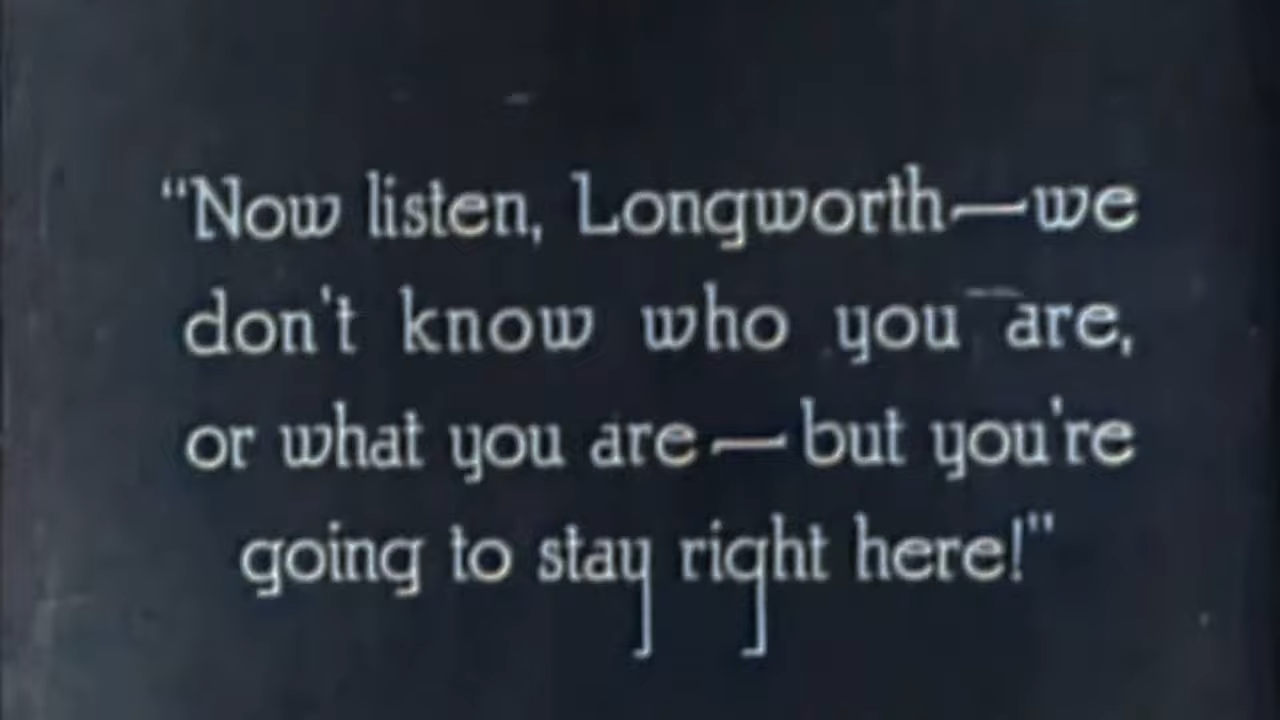 "Now listen, Longworth—we
don't know who you are,
or what you are—but you're
going to stay right here!"